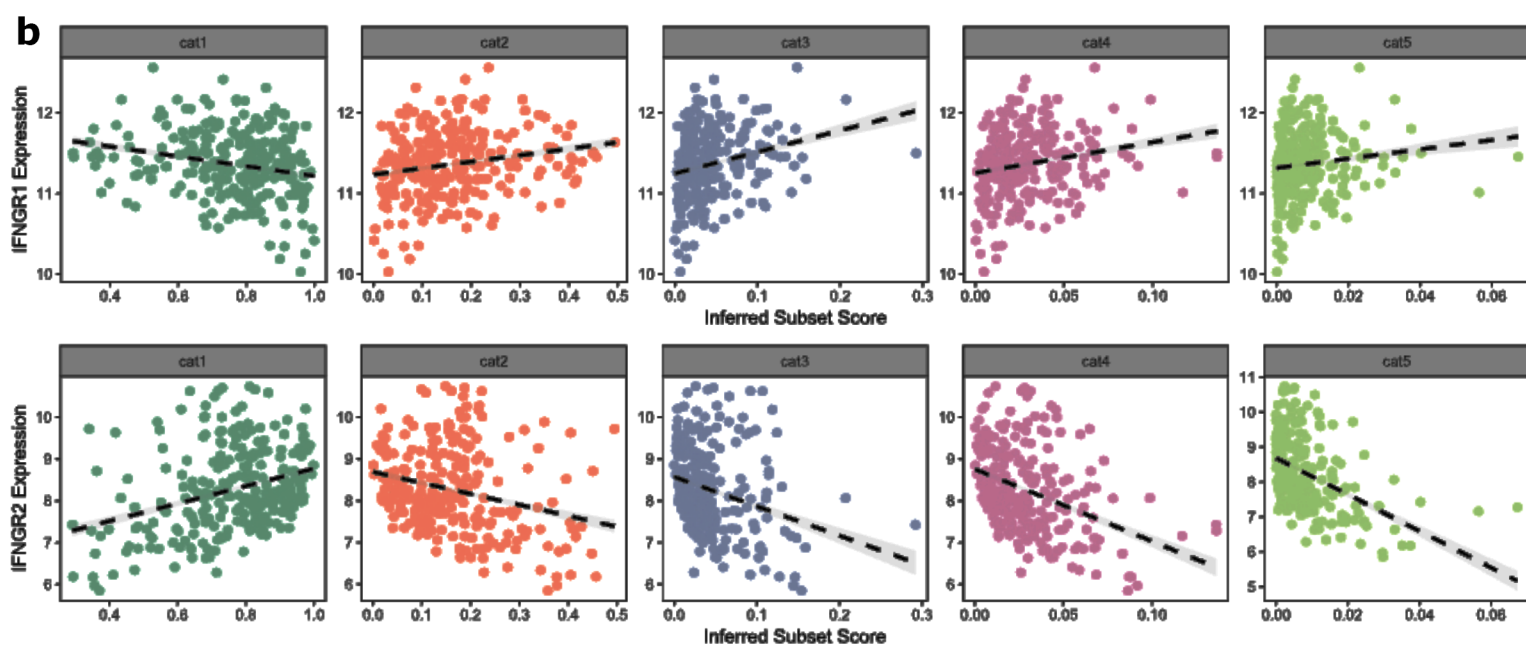 b
cat1 cat2 cat3 cat4 cat5
IFNGR1 Expression
12 12 12 12 12
11 11 11 11 11
10 10 10 10 10
0.4 0.6 0.8 1.0 0.0 0.1 0.2 0.3 0.4 0.5 0.0 0.1 0.2 0.3 0.00 0.05 0.10 0.00 0.02 0.04 0.06
Inferred Subset Score
cat1 cat2 cat3 cat4 cat5
IFNGR2 Expression
11
10 10 10 10 10
9 9 9 9 9
8 8 8 8 8
7 7 7 7 7
6 6 6 6 6
5
0.4 0.6 0.8 1.0 0.0 0.1 0.2 0.3 0.4 0.5 0.0 0.1 0.2 0.3 0.00 0.05 0.10 0.00 0.02 0.04 0.06
Inferred Subset Score